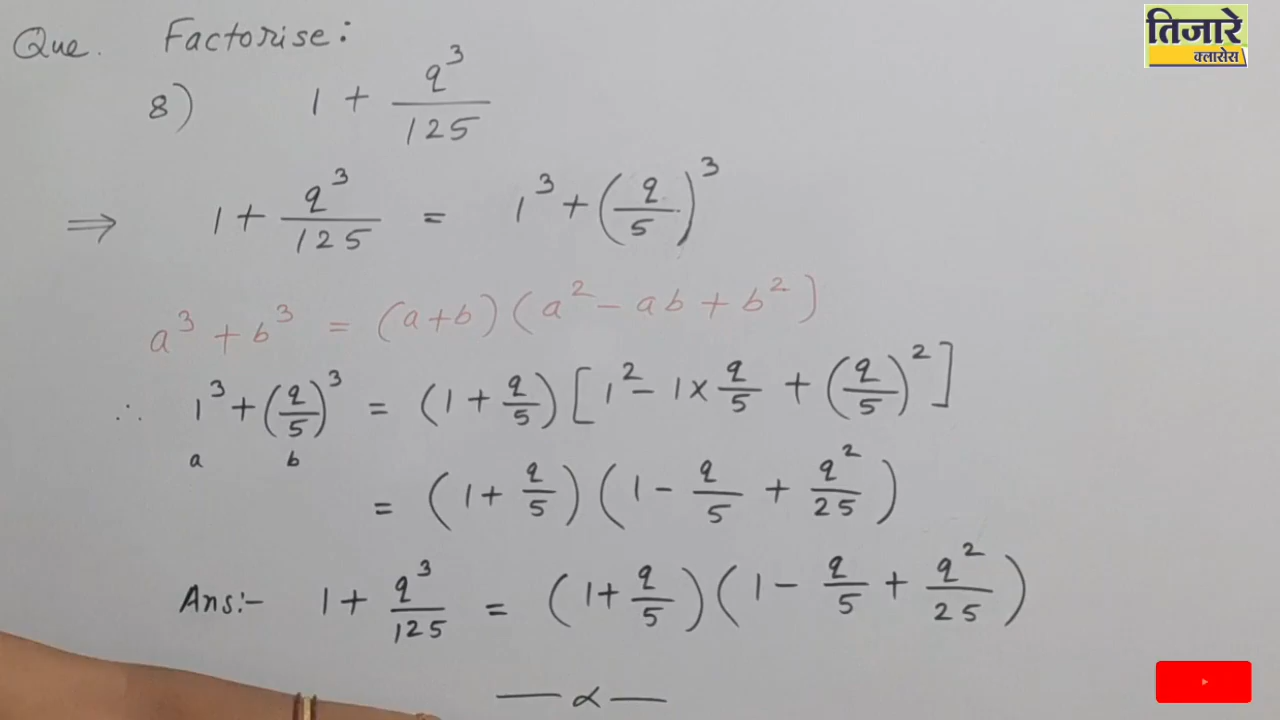 Que. Factorise:
तिजारे
क्लासेस
8) 1 + q³/125
⇒ 1 + q³/125 = 1³ + (q/5)³
a³ + b³ = (a+b)(a² - ab + b²)
∴ 1³ + (q/5)³ = (1 + q/5)[1² - 1 × q/5 + (q/5)²]
a b
= (1 + q/5)(1 - q/5 + q²/25)
Ans:- 1 + q³/125 = (1 + q/5)(1 - q/5 + q²/25)